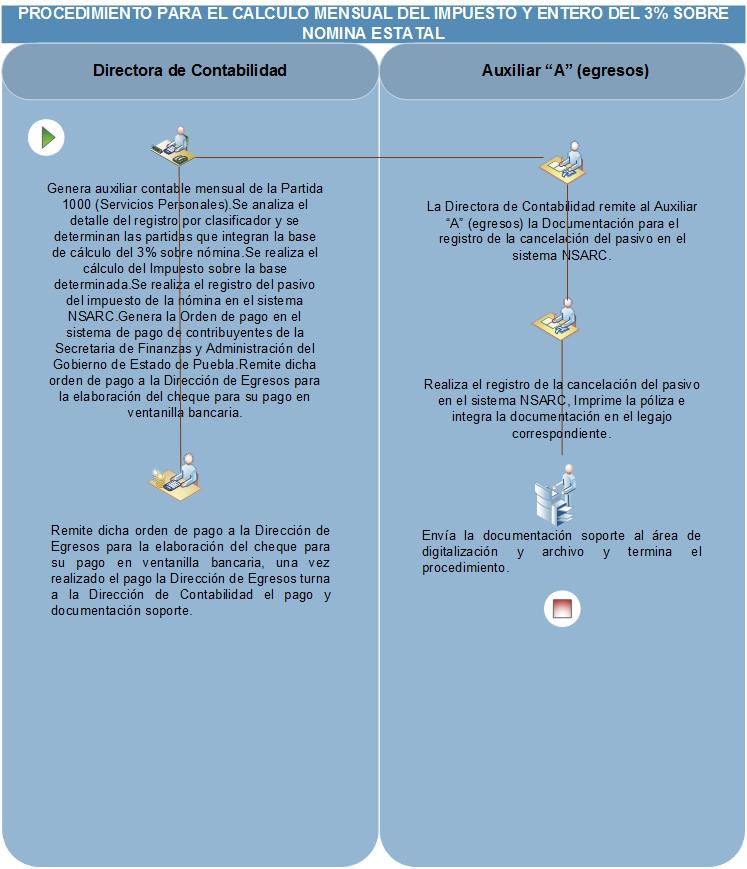 PROCEDIMIENTO PARA EL CALCULO MENSUAL DEL IMPUESTO Y ENTERO DEL 3% SOBRE
NOMINA ESTATAL
Directora de Contabilidad
Genera auxiliar contable mensual de la Partida
1000 (Servicios Personales).Se analiza el
detalle del registro por clasificador y se
determinan las partidas que integran la base
de cálculo del 3% sobre nómina.Se realiza el
cálculo del Impuesto sobre la base
determinada.Se realiza el registro del pasivo
del impuesto de la nómina en el sistema
NSARC.Genera la Orden de pago en el
sistema de pago de contribuyentes de la
Secretaria de Finanzas y Administración del
Gobierno de Estado de Puebla.Remite dicha
orden de pago a la Dirección de Egresos para
la elaboración del cheque para su pago en
ventanilla bancaria.
Remite dicha orden de pago a la Dirección de
Egresos para la elaboración del cheque para
su pago en ventanilla bancaria, una vez
realizado el pago la Dirección de Egresos turna
a la Dirección de Contabilidad el pago y
documentación soporte.
Auxiliar “A” (egresos)
La Directora de Contabilidad remite al Auxiliar
“A” (egresos) la Documentación para el
registro de la cancelación del pasivo en el
sistema NSARC.
Realiza el registro de la cancelación del pasivo
en el sistema NSARC, Imprime la póliza e
integra la documentación en el legajo
correspondiente.
Envía la documentación soporte al área de
digitalización y archivo y termina el
procedimiento.